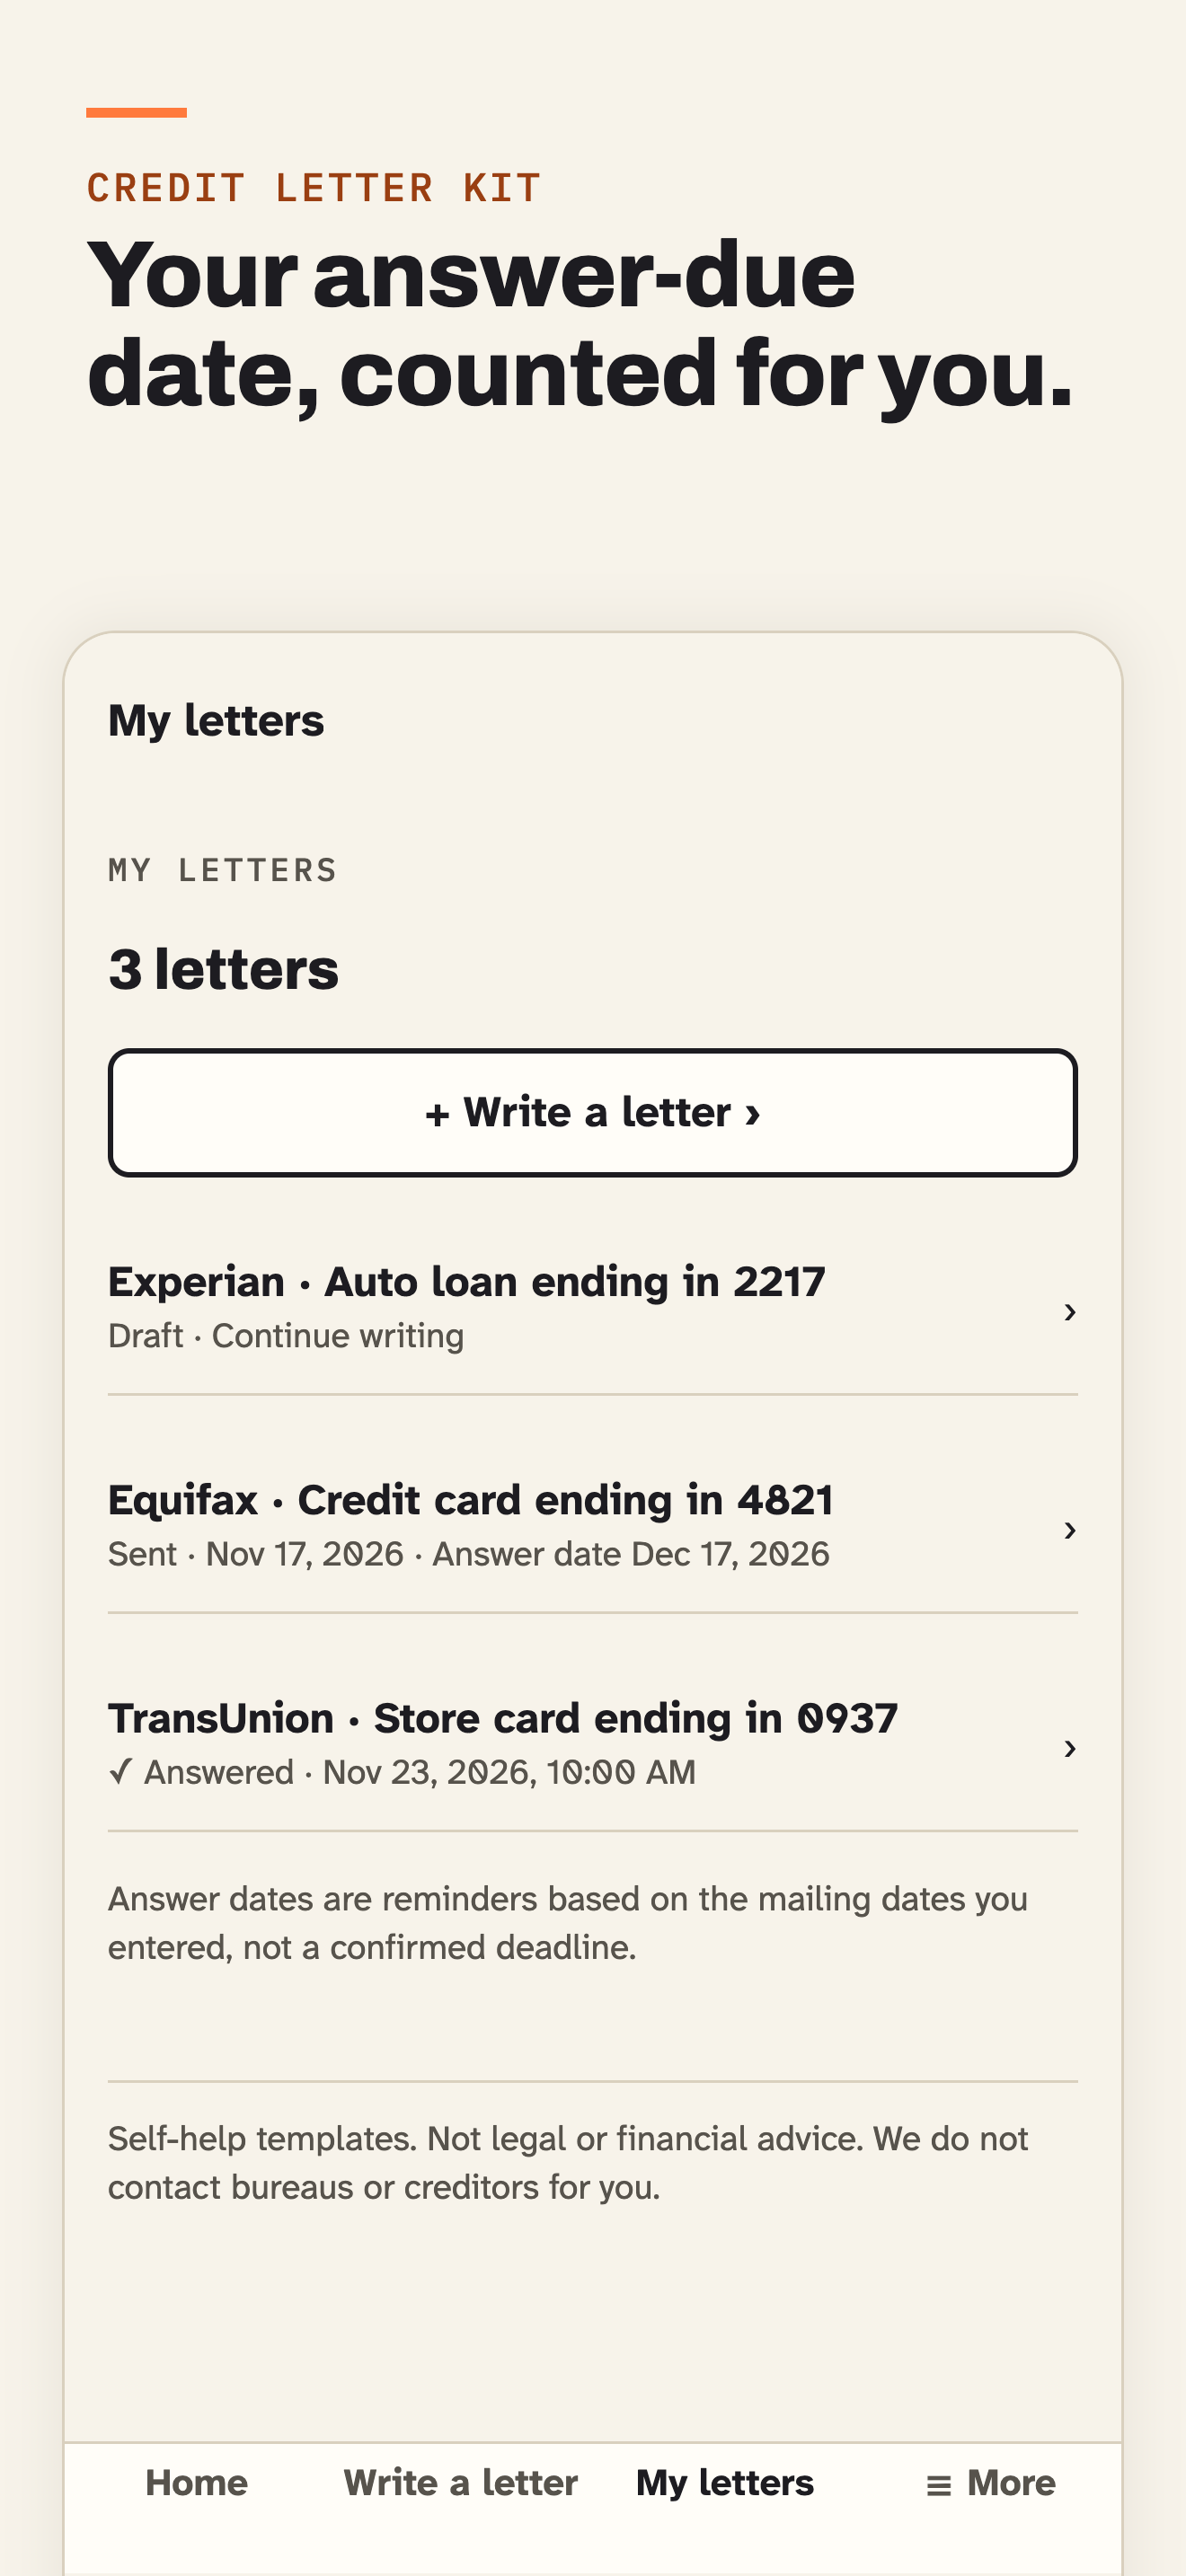 CREDIT LETTER KIT
Your answer-due
date, counted for you.
My letters
MY LETTERS
3 letters
+ Write a letter ›
Experian · Auto loan ending in 2217
Draft · Continue writing
›
Equifax · Credit card ending in 4821
Sent · Nov 17, 2026 · Answer date Dec 17, 2026
›
TransUnion · Store card ending in 0937
✓ Answered · Nov 23, 2026, 10:00 AM
›
Answer dates are reminders based on the mailing dates you
entered, not a confirmed deadline.
Self-help templates. Not legal or financial advice. We do not
contact bureaus or creditors for you.
Home Write a letter My letters ≡ More